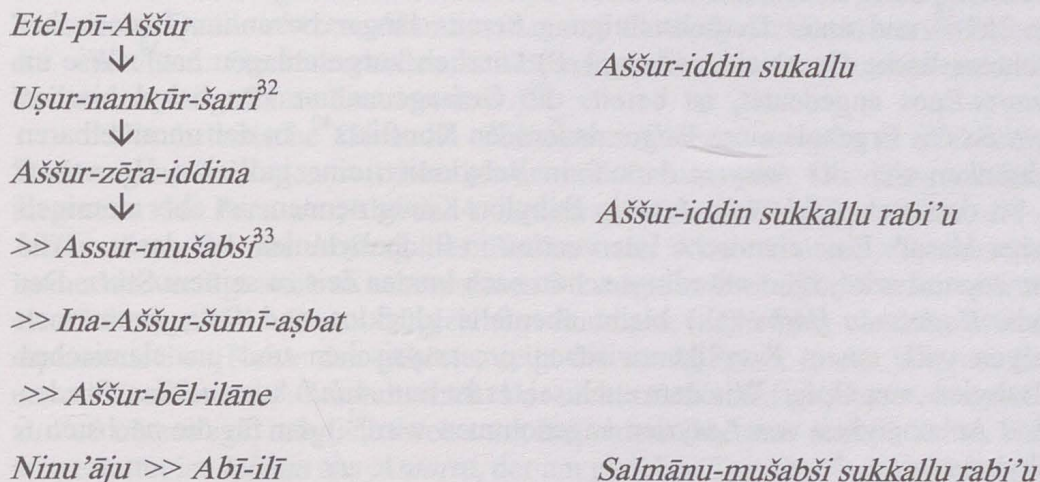 Etel-pī-Aššur
↓
Aššur-iddin sukallu
Uṣur-namkūr-šarri³²
↓
Aššur-zēra-iddina
↓
Aššur-iddin sukkallu rabi’u
>> Assur-mušabši³³
>> Ina-Aššur-šumī-aṣbat
>> Aššur-bēl-ilāne
Ninu’āju >> Abī-ilī Salmānu-mušabši sukkallu rabi’u